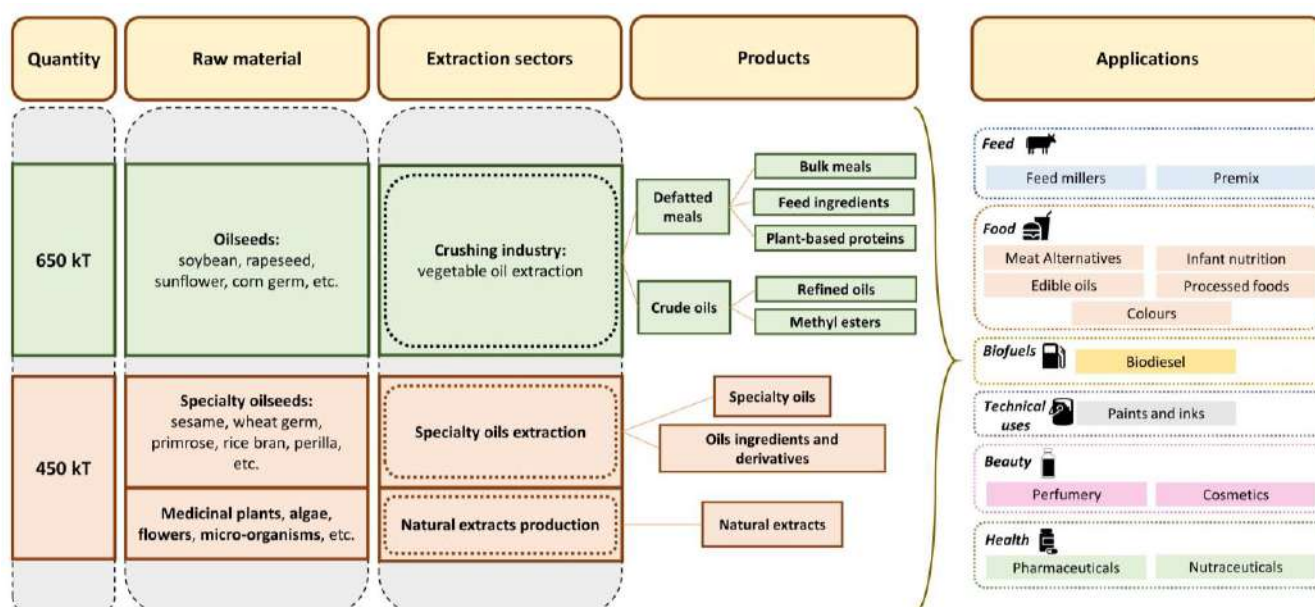 Quantity
Raw material
Extraction sectors
Products
Applications
650 kT
Oilseeds:
soybean, rapeseed,
sunflower, corn germ, etc.
Crushing industry:
vegetable oil extraction
Defatted
meals
Bulk meals
Feed ingredients
Plant-based proteins
Crude oils
Refined oils
Methyl esters
450 kT
Specialty oilseeds:
sesame, wheat germ,
primrose, rice bran, perilla,
etc.
Specialty oils extraction
Specialty oils
Oils ingredients and
derivatives
Medicinal plants, algae,
flowers, micro-organisms, etc.
Natural extracts production
Natural extracts
Feed
Feed millers
Premix
Food
Meat Alternatives
Infant nutrition
Edible oils
Processed foods
Colours
Biofuels
Biodiesel
Technical
uses
Paints and inks
Beauty
Perfumery
Cosmetics
Health
Pharmaceuticals
Nutraceuticals